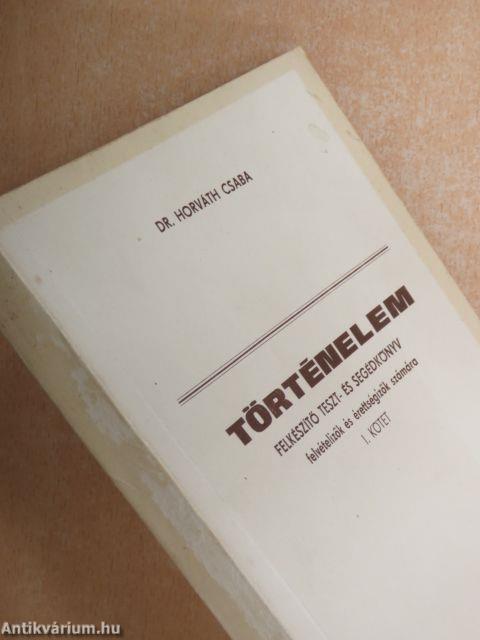 DR. HORVÁTH CSABA
TÖRTÉNELEM
FELKÉSZÍTŐ TESZT- ÉS SEGÉDKÖNYV
felvételizők és érettségizők számára
I. KÖTET
Antikvárium.hu